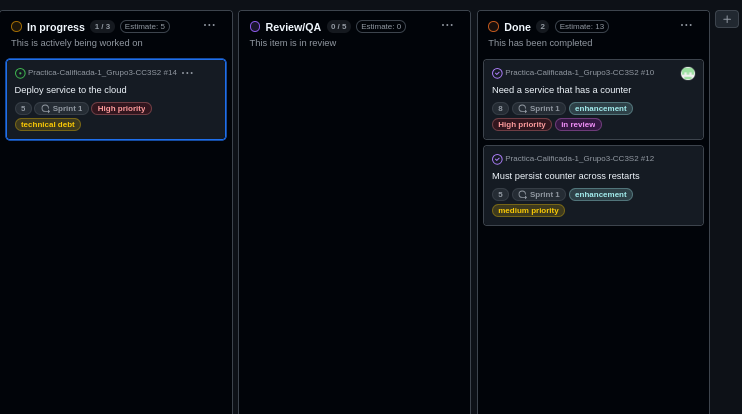 In progress 1 / 3 Estimate: 5 ...
This is actively being worked on
Practica-Calificada-1_Grupo3-CC3S2 #14 ...
Deploy service to the cloud
5 Sprint 1 High priority
technical debt
Review/QA 0 / 5 Estimate: 0 ...
This item is in review
Done 2 Estimate: 13 ...
This has been completed
Practica-Calificada-1_Grupo3-CC3S2 #10
Need a service that has a counter
8 Sprint 1 enhancement
High priority in review
Practica-Calificada-1_Grupo3-CC3S2 #12
Must persist counter across restarts
5 Sprint 1 enhancement
medium priority
+